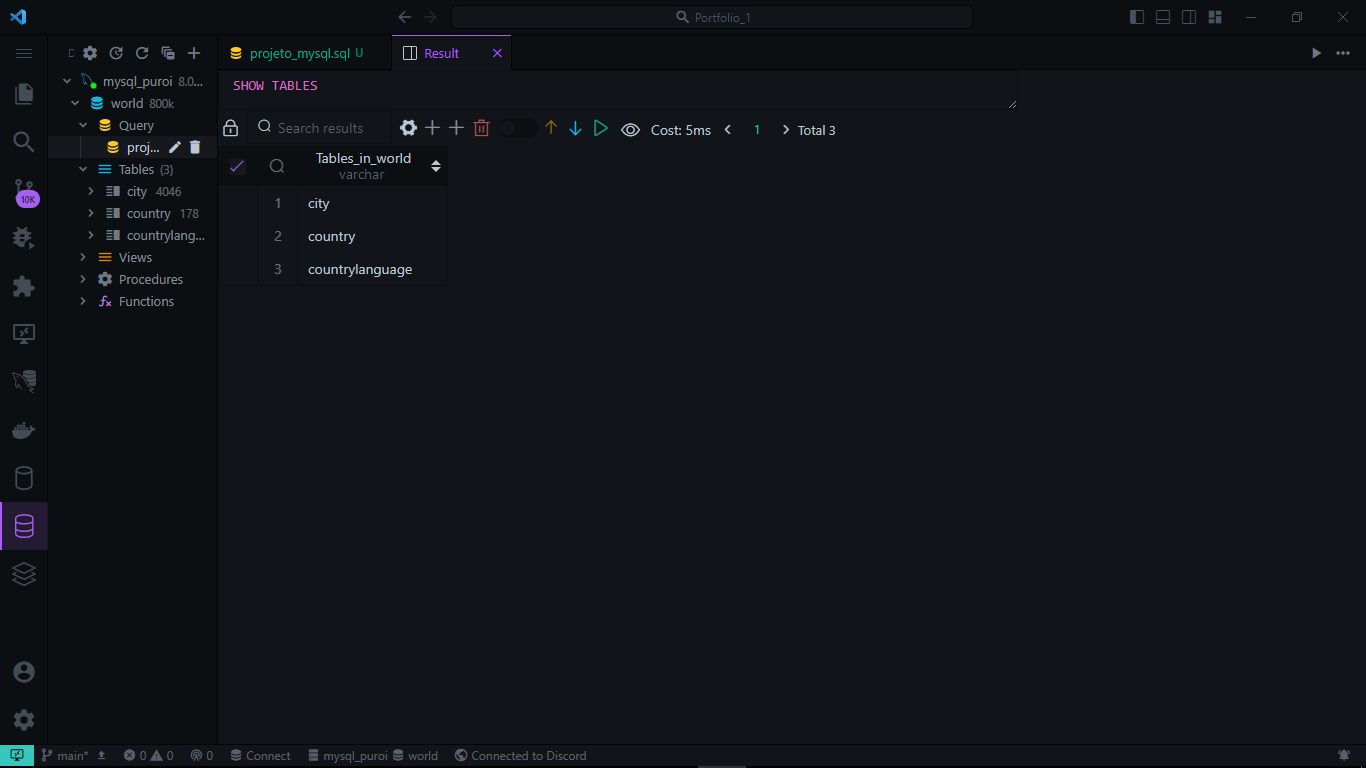 Portfolio_1
projeto_mysql.sql U
Result
mysql_puroi 8.0...
world 800k
Query
proj...
Tables (3)
city 4046
country 178
countrylang...
Views
Procedures
Functions
10K
SHOW TABLES
Search results
Cost: 5ms
1
Total 3
Tables_in_world
varchar
1 city
2 country
3 countrylanguage
main*
0
0
0
Connect
mysql_puroi
world
Connected to Discord